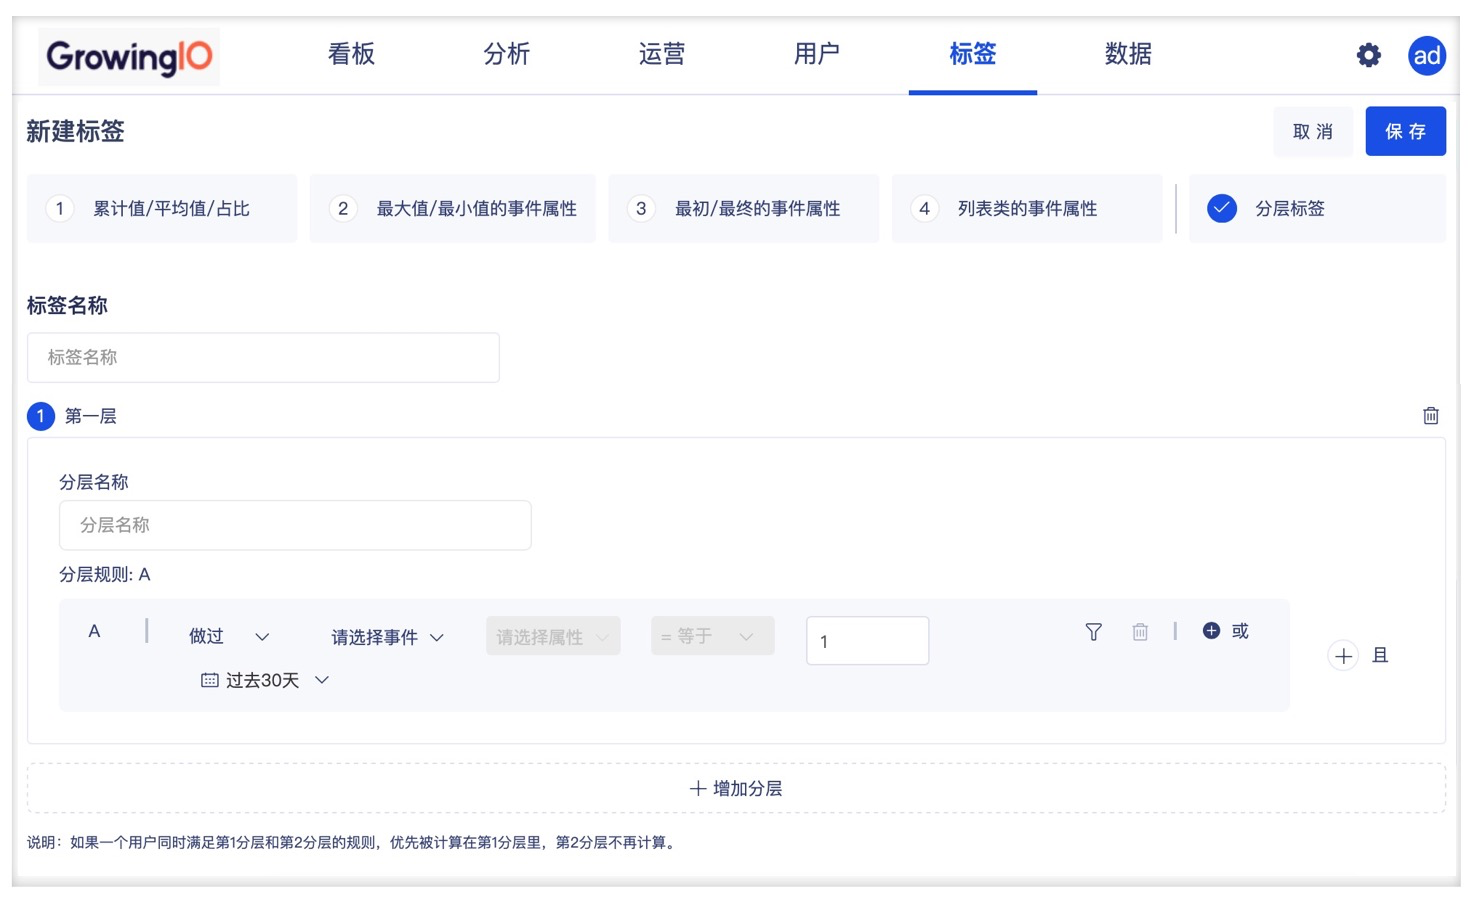 GrowingIO 看板 分析 运营 用户 标签 数据 ad
新建标签 取 消 保 存
1 累计值/平均值/占比 2 最大值/最小值的事件属性 3 最初/最终的事件属性 4 列表类的事件属性 分层标签
标签名称
标签名称
1 第一层
分层名称
分层名称
分层规则: A
A 做过 请选择事件 请选择属性 = 等于 1 或
过去30天 且
增加分层
说明：如果一个用户同时满足第1分层和第2分层的规则，优先被计算在第1分层里，第2分层不再计算。